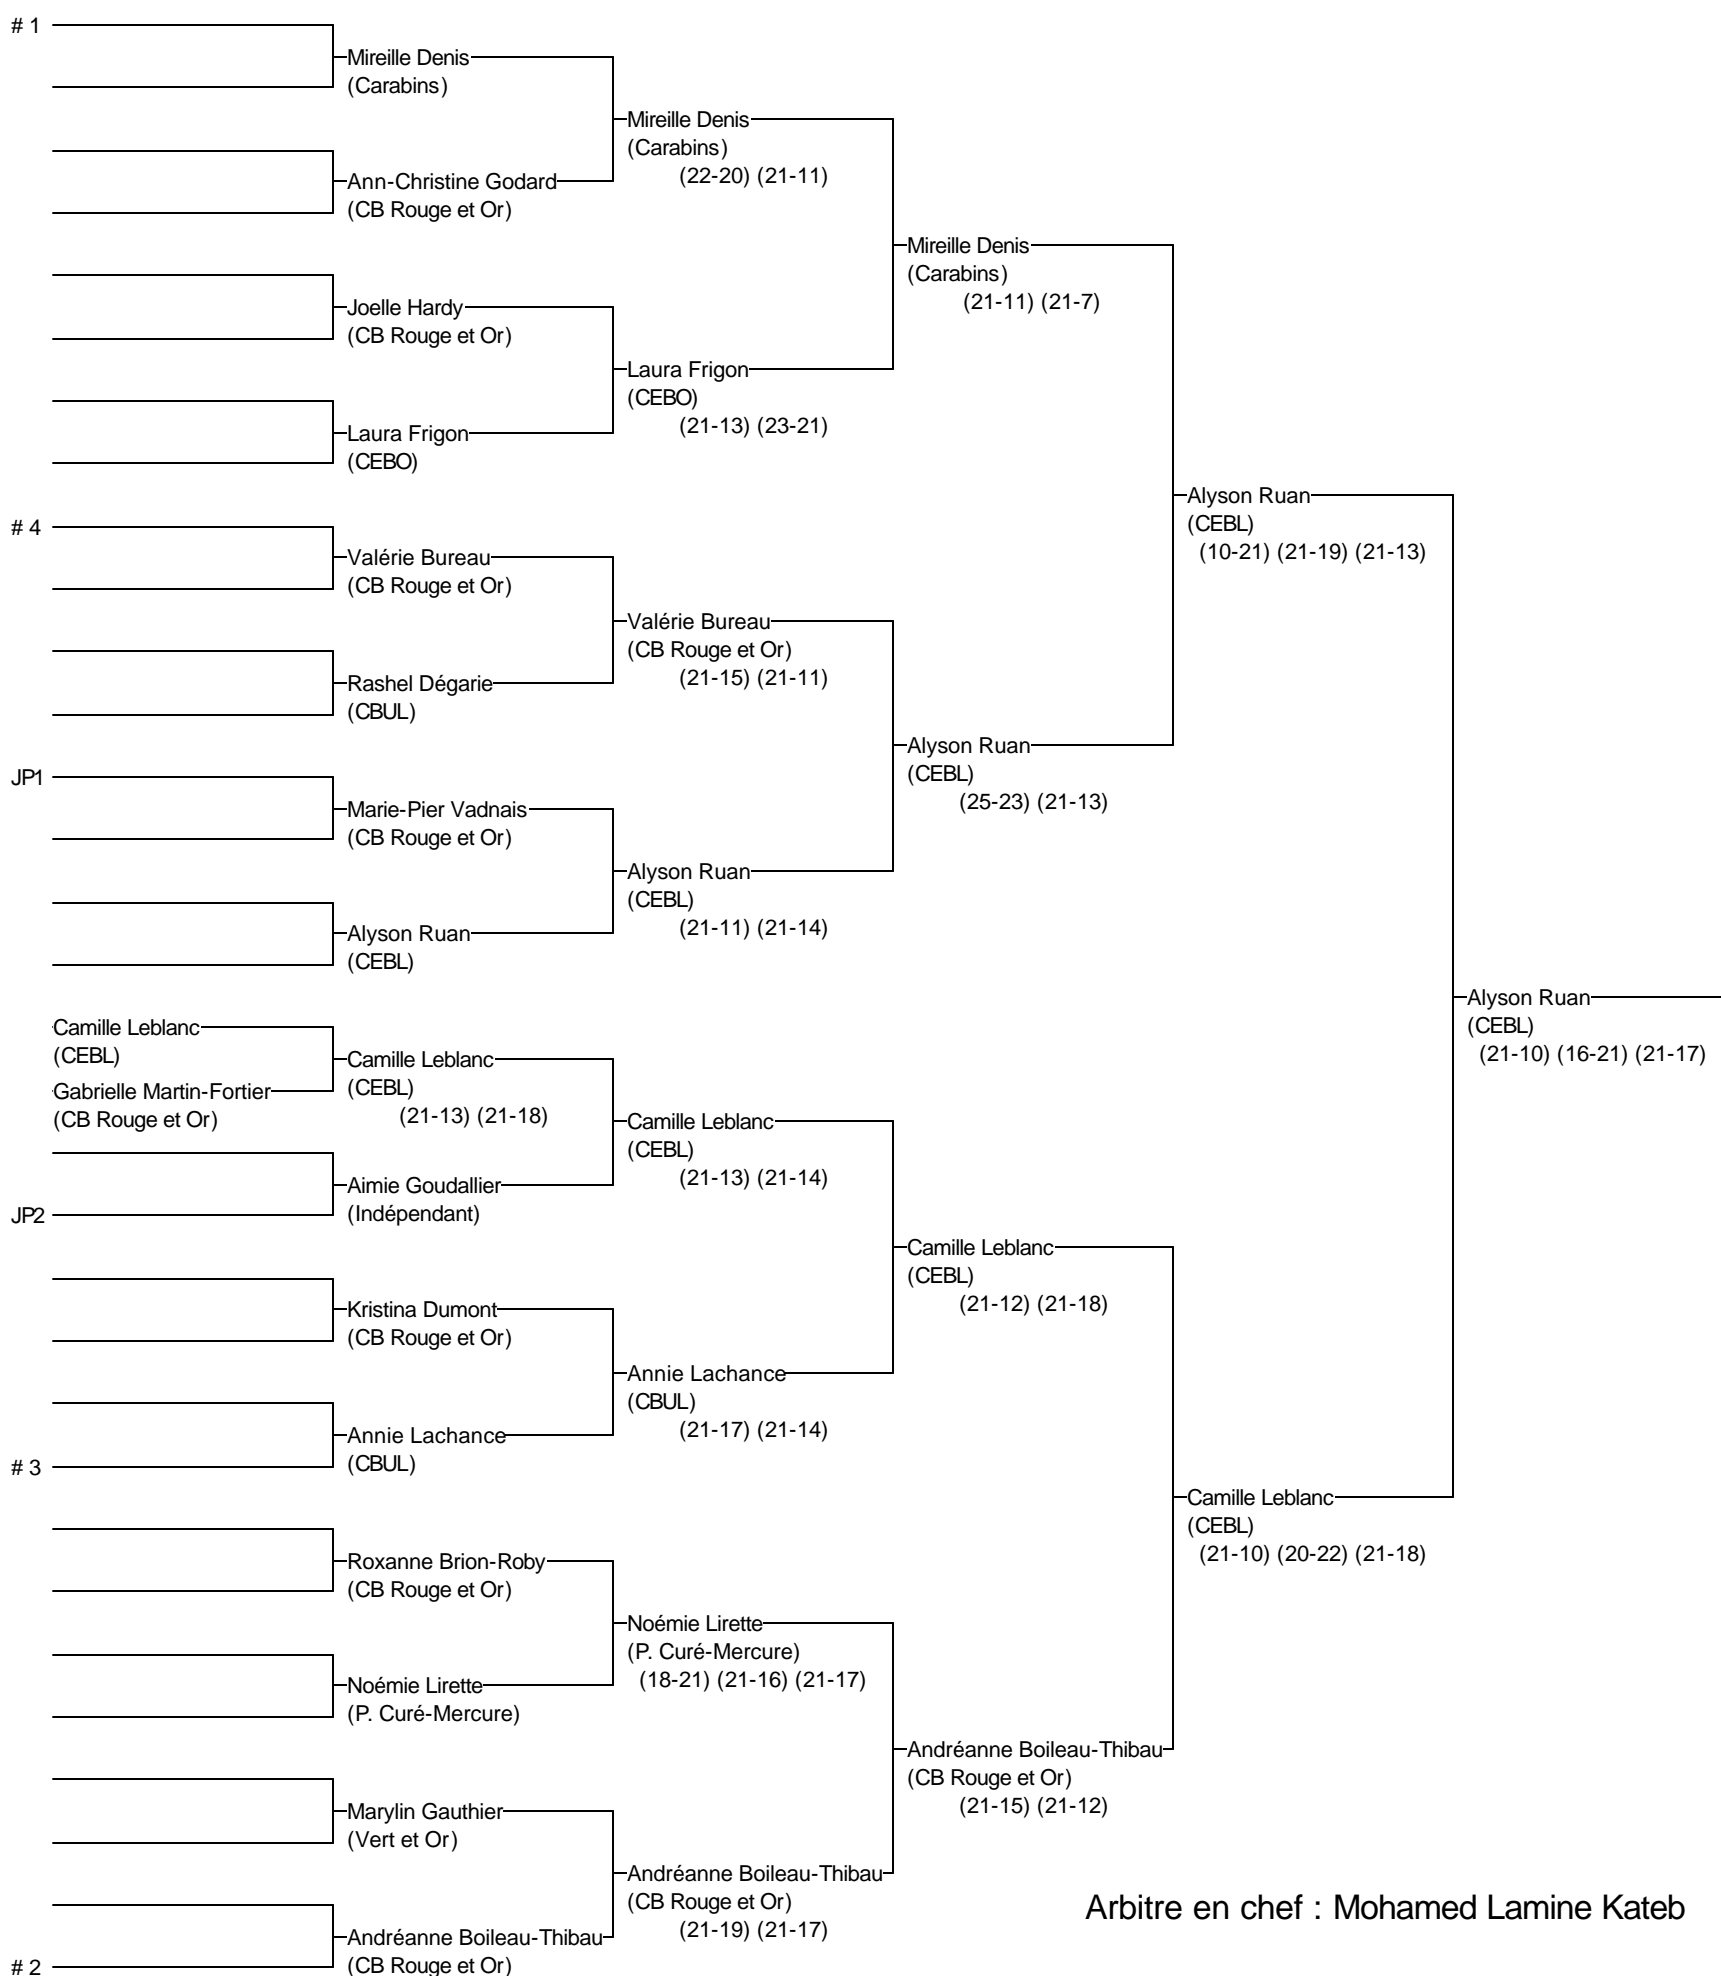 # 1
Mireille Denis
(Carabins)
Mireille Denis
(Carabins)
(22-20) (21-11)
Ann-Christine Godard
(CB Rouge et Or)
Mireille Denis
(Carabins)
(21-11) (21-7)
Joelle Hardy
(CB Rouge et Or)
Laura Frigon
(CEBO)
(21-13) (23-21)
Laura Frigon
(CEBO)
Alyson Ruan
(CEBL)
(10-21) (21-19) (21-13)
# 4
Valérie Bureau
(CB Rouge et Or)
Valérie Bureau
(CB Rouge et Or)
(21-15) (21-11)
Rashel Dégarie
(CBUL)
Alyson Ruan
(CEBL)
(25-23) (21-13)
JP1
Marie-Pier Vadnais
(CB Rouge et Or)
Alyson Ruan
(CEBL)
(21-11) (21-14)
Alyson Ruan
(CEBL)
Alyson Ruan
(CEBL)
(21-10) (16-21) (21-17)
Camille Leblanc
(CEBL)
Gabrielle Martin-Fortier
(CB Rouge et Or)
Camille Leblanc
(CEBL)
(21-13) (21-18)
Camille Leblanc
(CEBL)
(21-13) (21-14)
Aimie Goudallier
(Indépendant)
JP2
Camille Leblanc
(CEBL)
(21-12) (21-18)
Kristina Dumont
(CB Rouge et Or)
Annie Lachance
(CBUL)
(21-17) (21-14)
Annie Lachance
(CBUL)
# 3
Camille Leblanc
(CEBL)
(21-10) (20-22) (21-18)
Roxanne Brion-Roby
(CB Rouge et Or)
Noémie Lirette
(P. Curé-Mercure)
(18-21) (21-16) (21-17)
Noémie Lirette
(P. Curé-Mercure)
Andréanne Boileau-Thibau
(CB Rouge et Or)
(21-15) (21-12)
Marylin Gauthier
(Vert et Or)
Andréanne Boileau-Thibau
(CB Rouge et Or)
(21-19) (21-17)
Andréanne Boileau-Thibau
(CB Rouge et Or)
# 2
Arbitre en chef : Mohamed Lamine Kateb